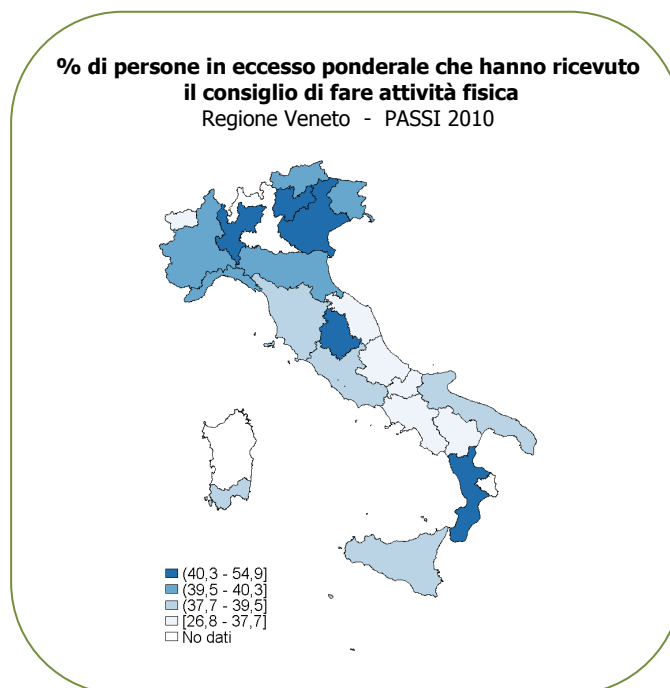 % di persone in eccesso ponderale che hanno ricevuto
il consiglio di fare attività fisica
Regione Veneto - PASSI 2010
(40,3 - 54,9]
(39,5 - 40,3]
(37,7 - 39,5]
[26,8 - 37,7]
No dati